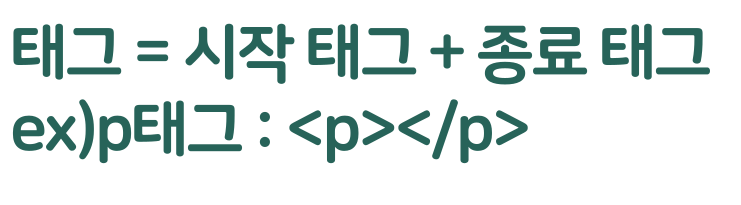 태그 = 시작 태그 + 종료 태그
ex)p태그 : <p></p>